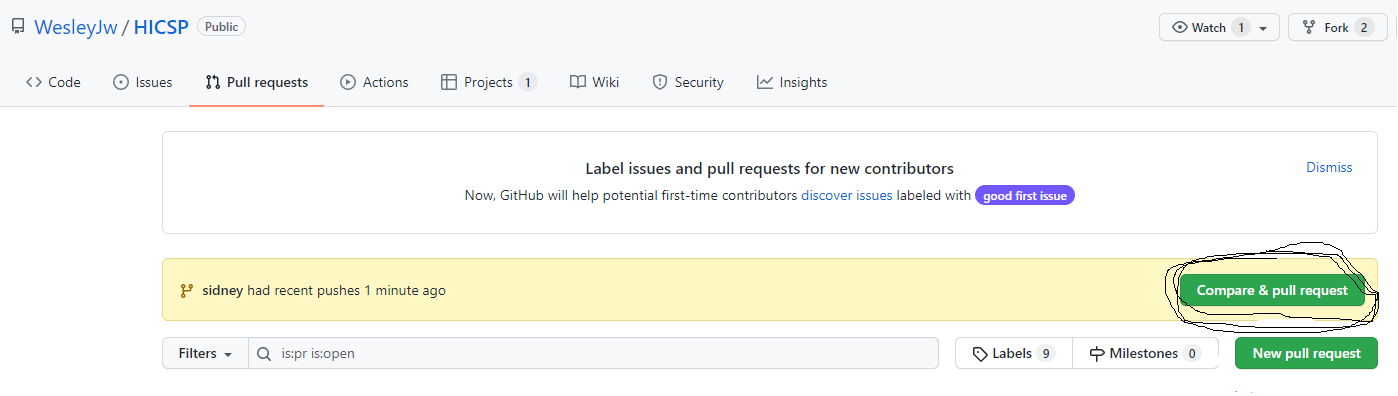 WesleyJw / HICSP Public Watch 1 Fork 2
Code Issues Pull requests Actions Projects 1 Wiki Security Insights
Label issues and pull requests for new contributors Dismiss
Now, GitHub will help potential first-time contributors discover issues labeled with good first issue
sidney had recent pushes 1 minute ago Compare & pull request
Filters is:pr is:open Labels 9 Milestones 0 New pull request